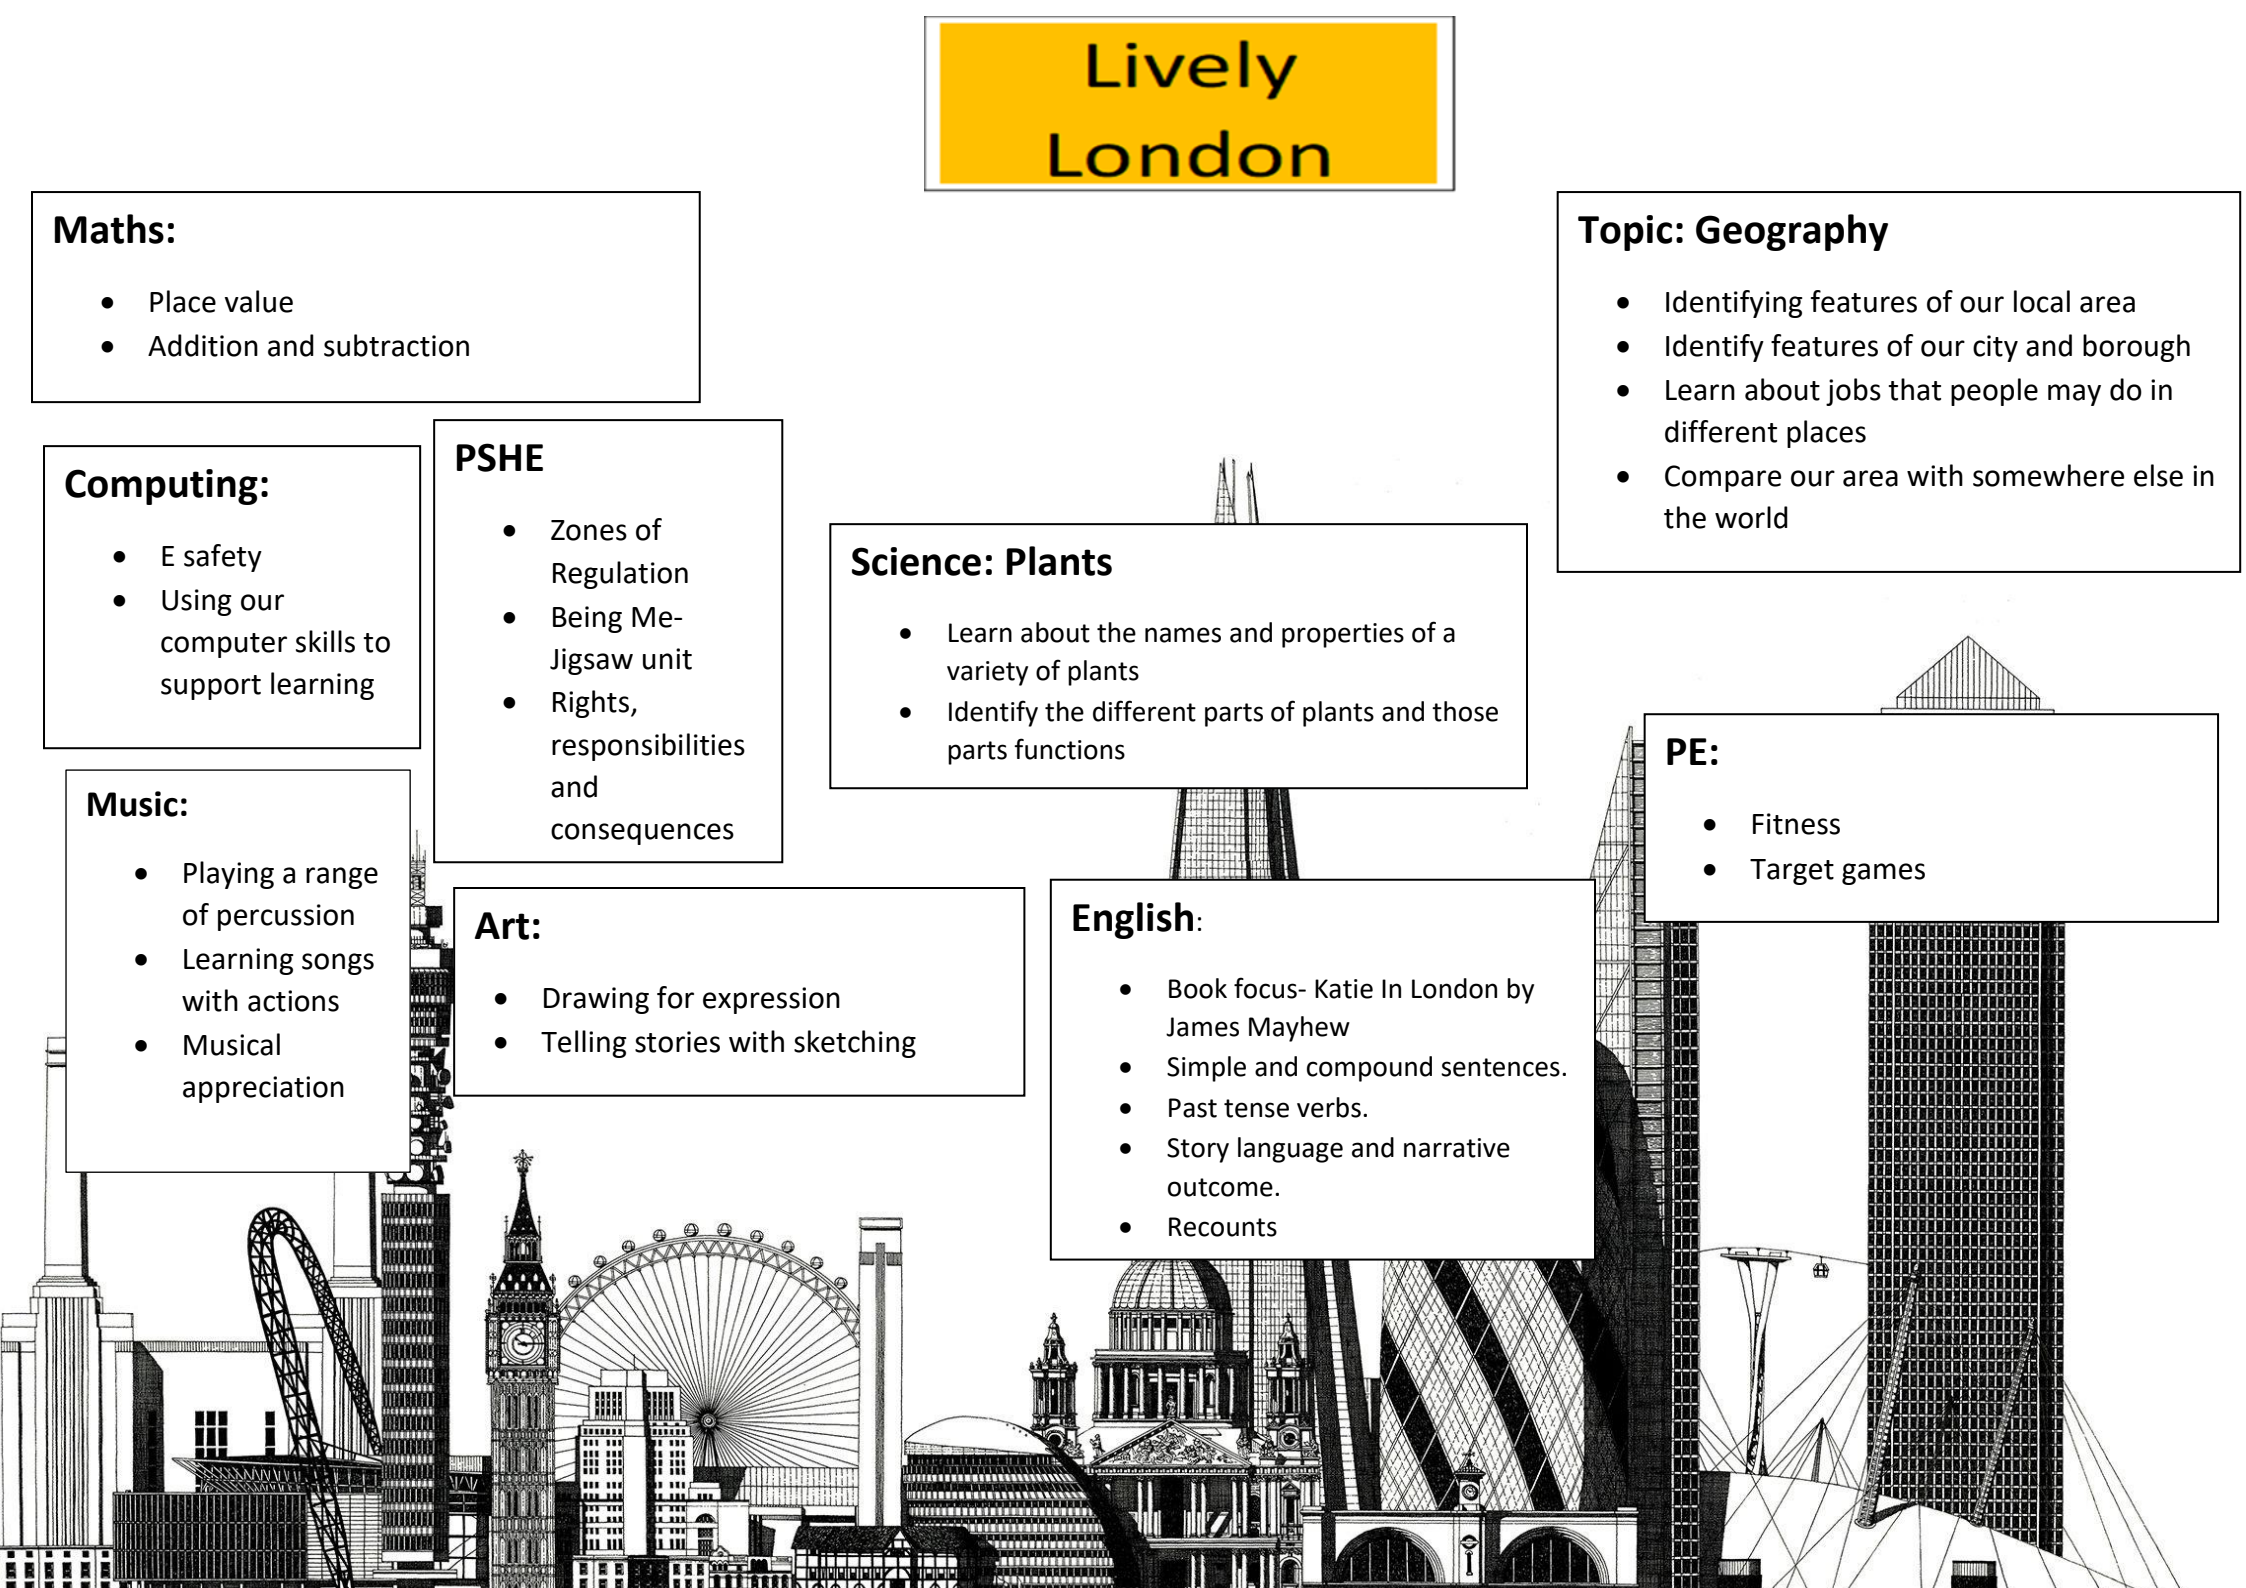 Lively
London
Maths:
• Place value
• Addition and subtraction
Topic: Geography
• Identifying features of our local area
• Identify features of our city and borough
• Learn about jobs that people may do in
different places
• Compare our area with somewhere else in
the world
Computing:
• E safety
• Using our
computer skills to
support learning
PSHE
• Zones of
Regulation
• Being Me-
Jigsaw unit
• Rights,
responsibilities
and
consequences
Science: Plants
• Learn about the names and properties of a
variety of plants
• Identify the different parts of plants and those
parts functions
PE:
• Fitness
• Target games
Music:
• Playing a range
of percussion
• Learning songs
with actions
• Musical
appreciation
Art:
• Drawing for expression
• Telling stories with sketching
English:
• Book focus- Katie In London by
James Mayhew
• Simple and compound sentences.
• Past tense verbs.
• Story language and narrative
outcome.
• Recounts